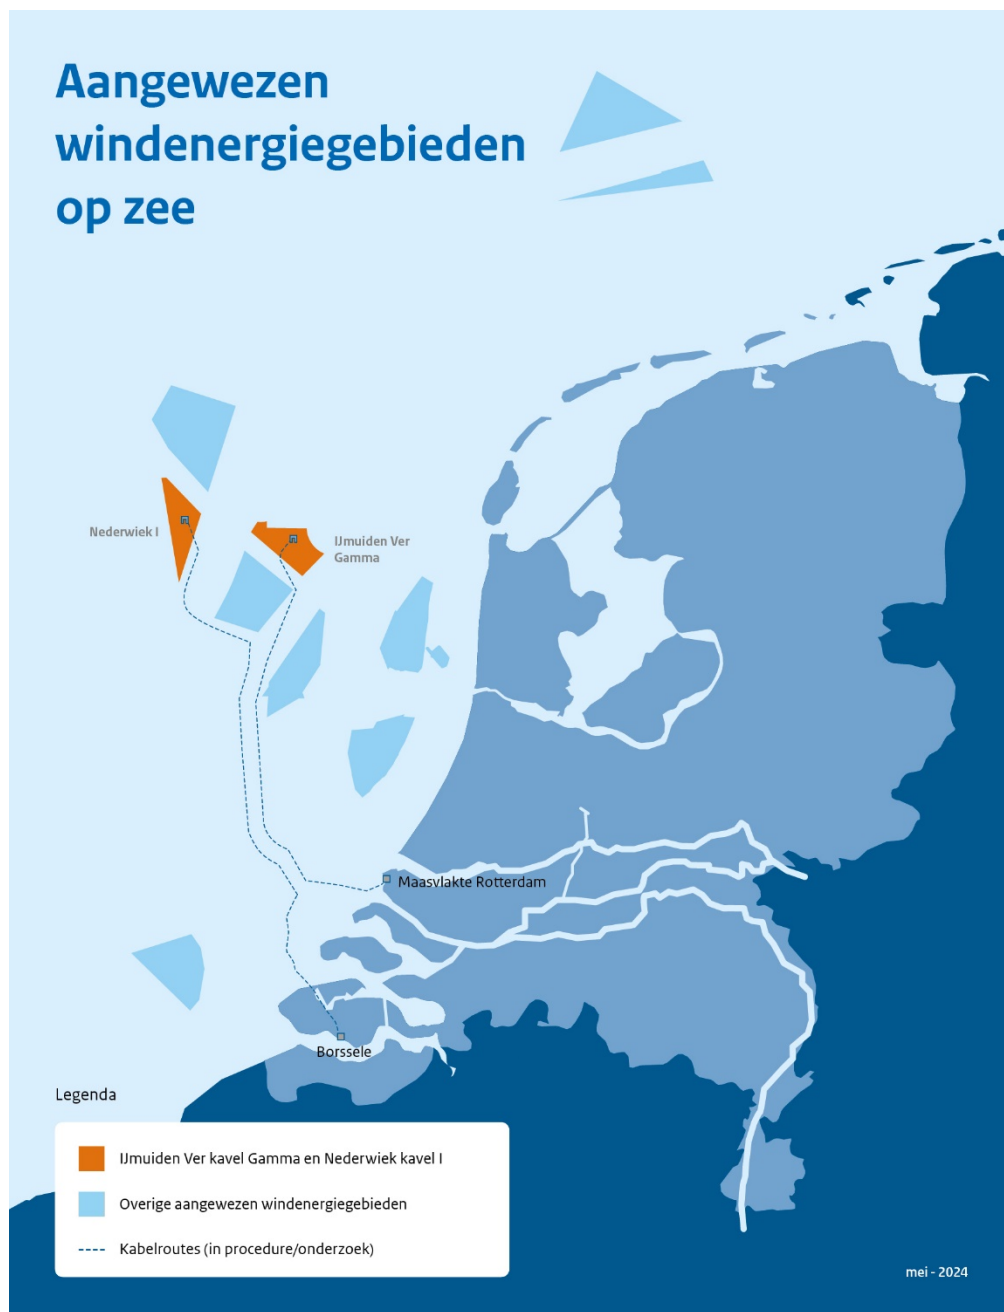 Aangewezen
windenergiegebieden
op zee
Nederwiek I
IJmuiden Ver
Gamma
Maasvlakte Rotterdam
Borssele
Legenda
IJmuiden Ver kavel Gamma en Nederwiek kavel I
Overige aangewezen windenergiegebieden
Kabelroutes (in procedure/onderzoek)
mei - 2024